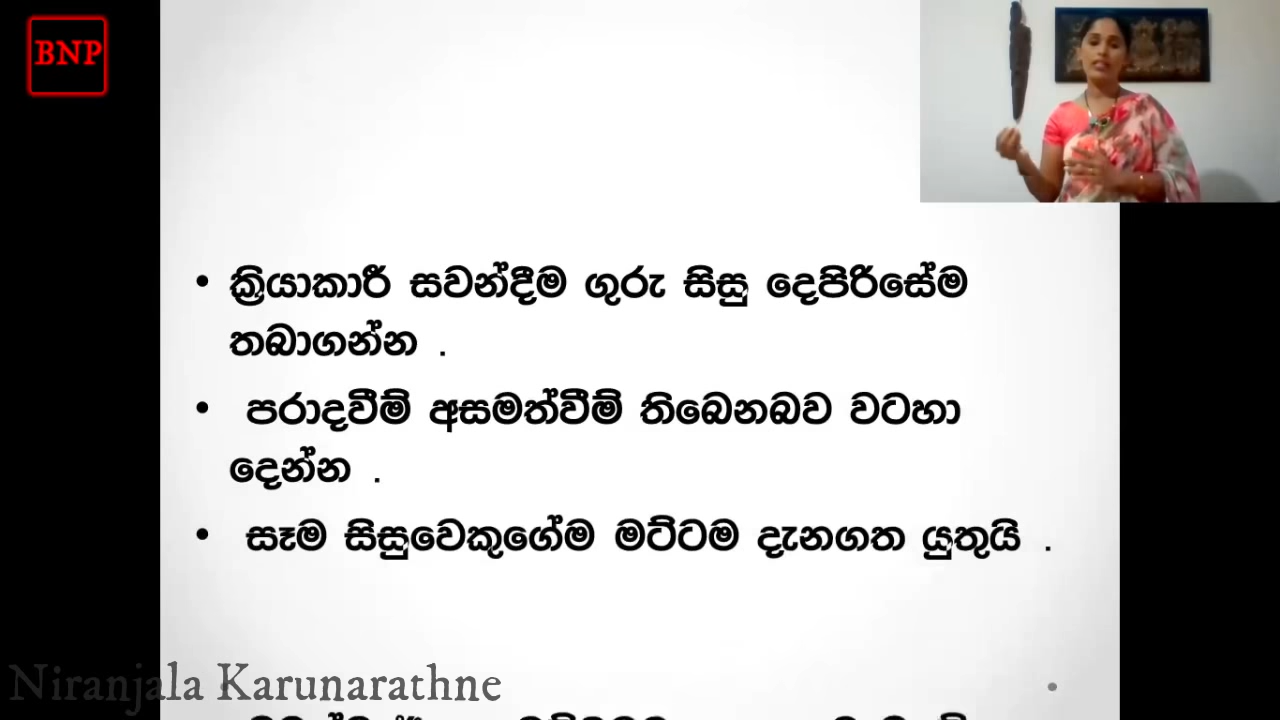 BNP
• ක්‍රියාකාරී සවන්දීම ගුරු සිසු දෙපිරිසේම
තබාගන්න .
• පරාදවීම් අසමත්වීම් තිබෙනබව වටහා
දෙන්න .
• සෑම සිසුවෙකුගේම මට්ටම දැනගත යුතුයි .
Niranjala Karunarathne